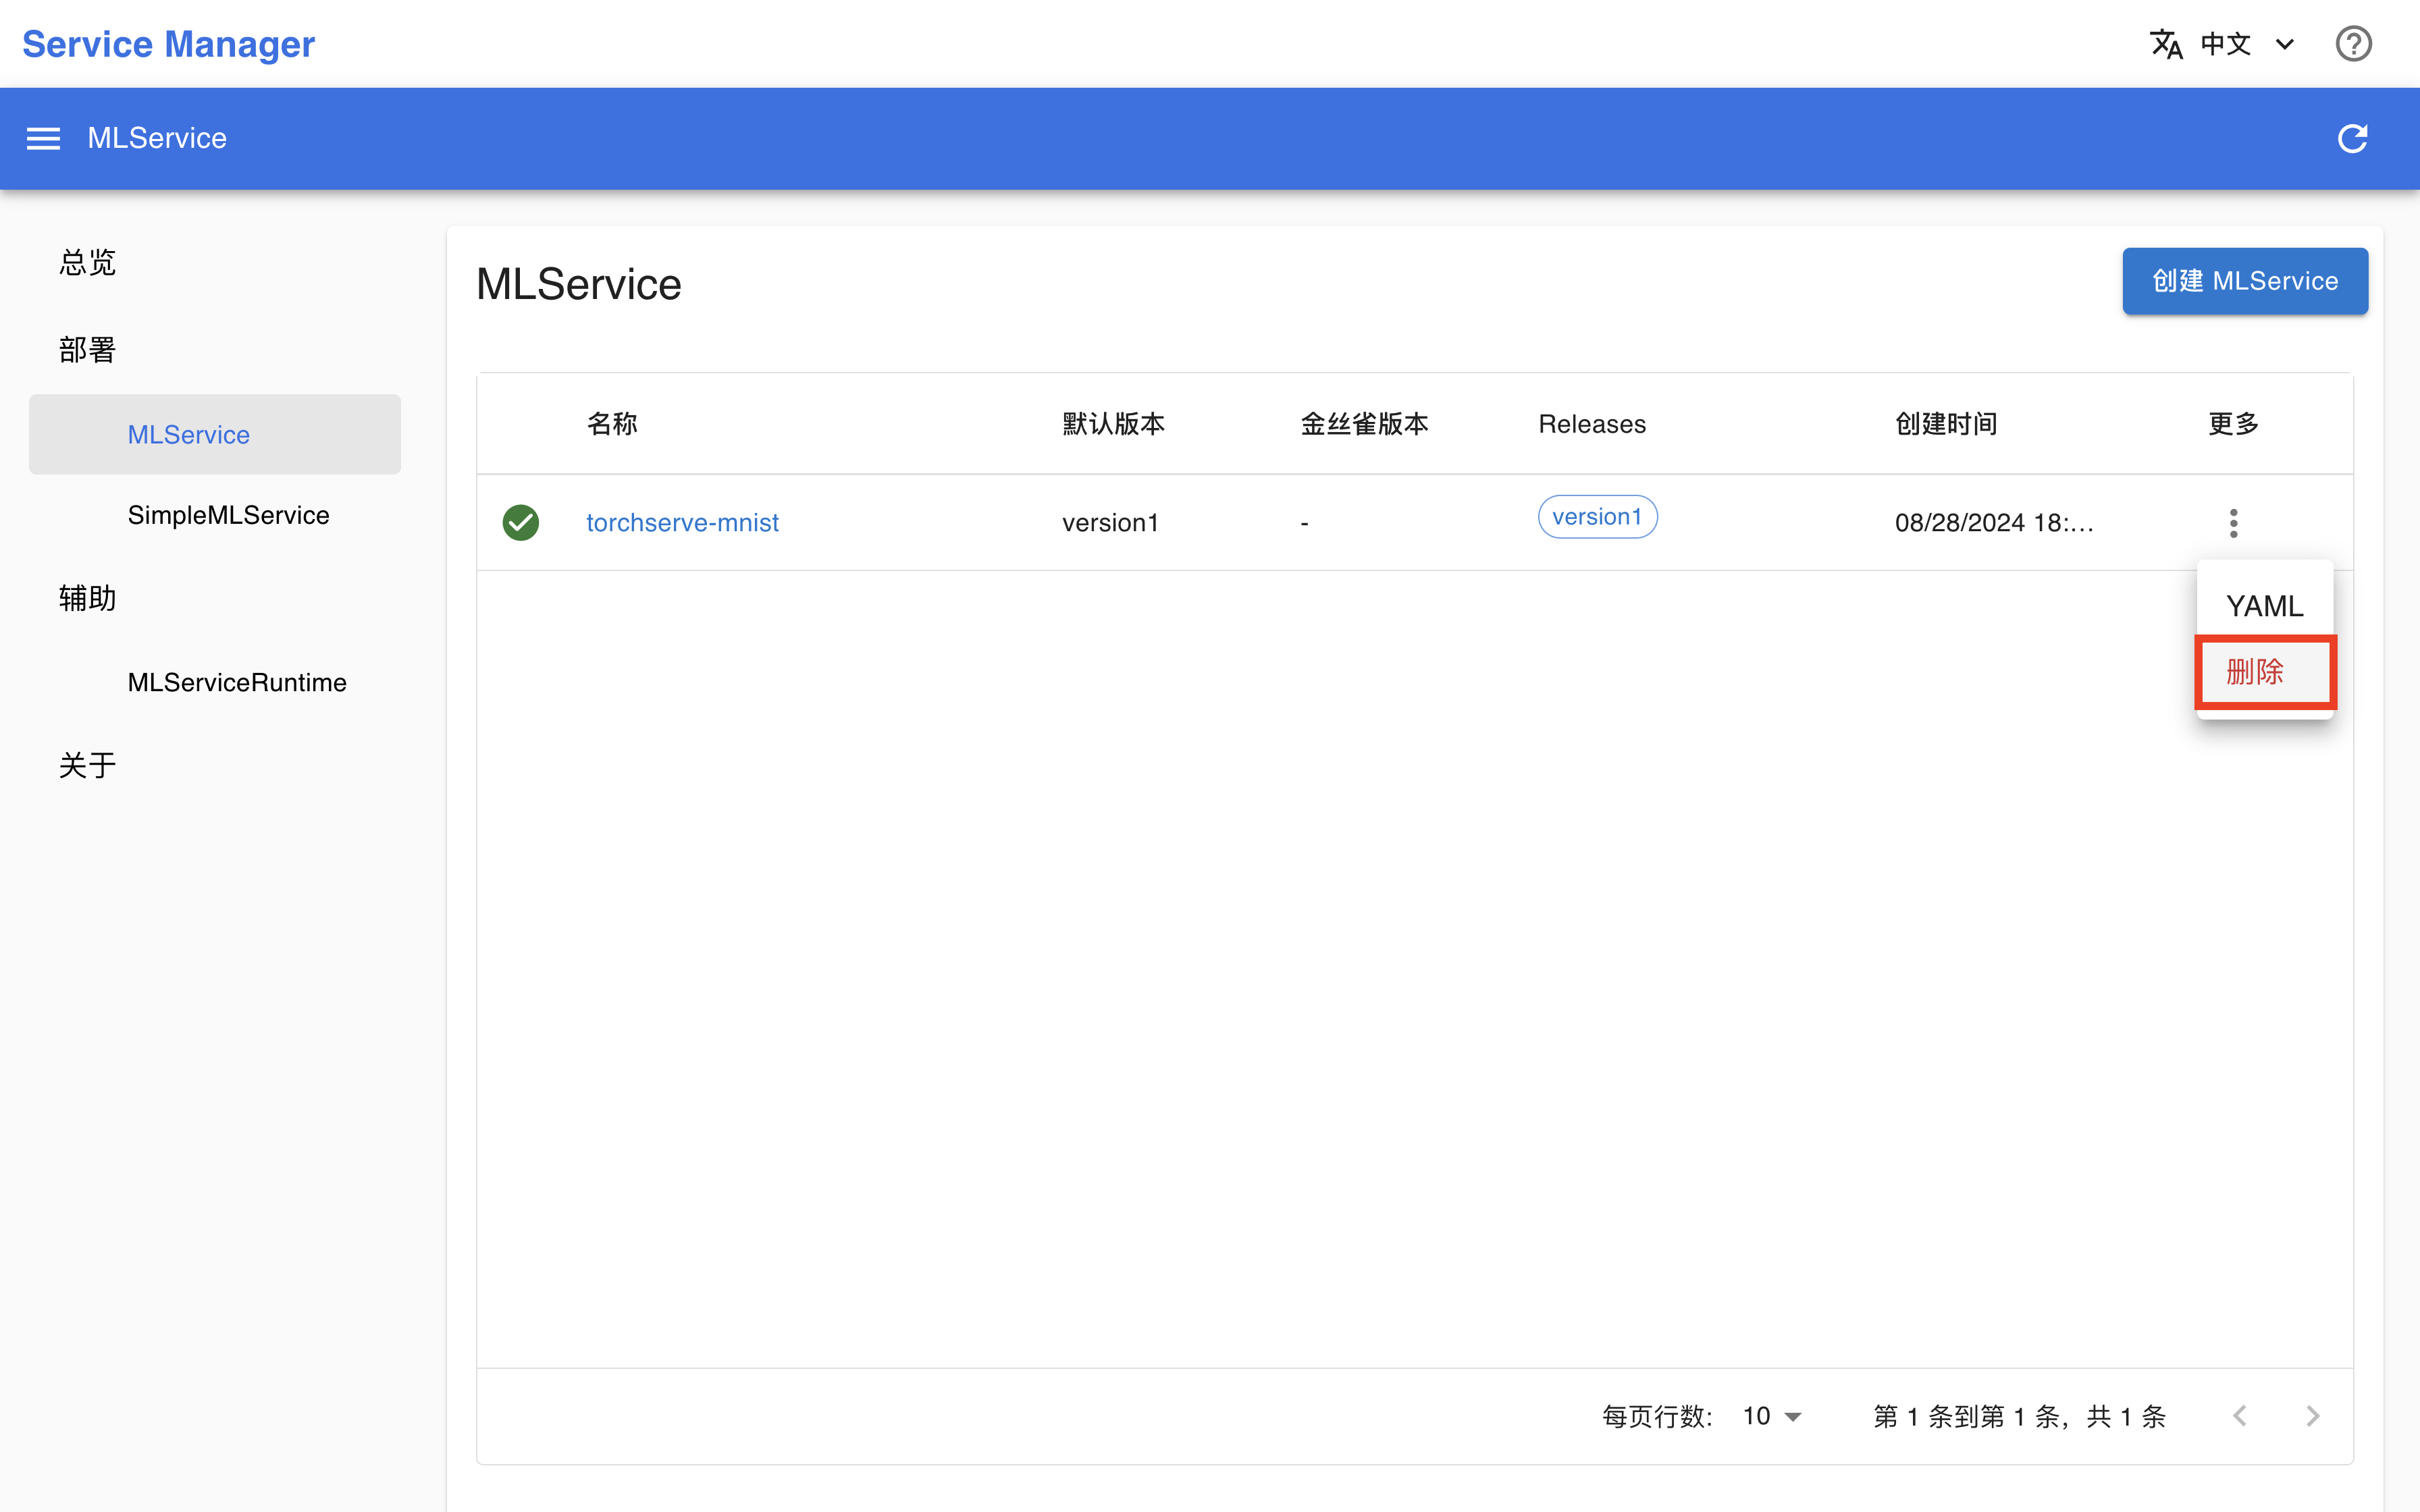 Service Manager
中文
MLService
总览
部署
MLService
SimpleMLService
辅助
MLServiceRuntime
关于
MLService
创建 MLService
名称 默认版本 金丝雀版本 Releases 创建时间 更多
torchserve-mnist version1 - version1 08/28/2024 18:...
YAML
删除
每页行数: 10 第 1 条到第 1 条，共 1 条